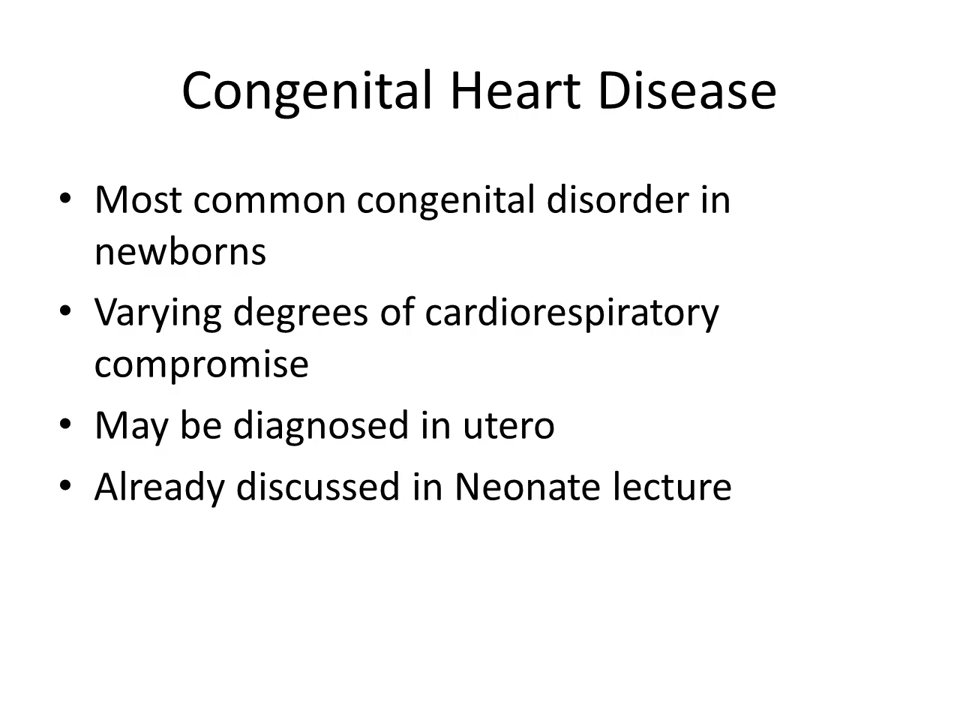 Congenital Heart Disease
• Most common congenital disorder in
newborns
• Varying degrees of cardiorespiratory
compromise
• May be diagnosed in utero
• Already discussed in Neonate lecture